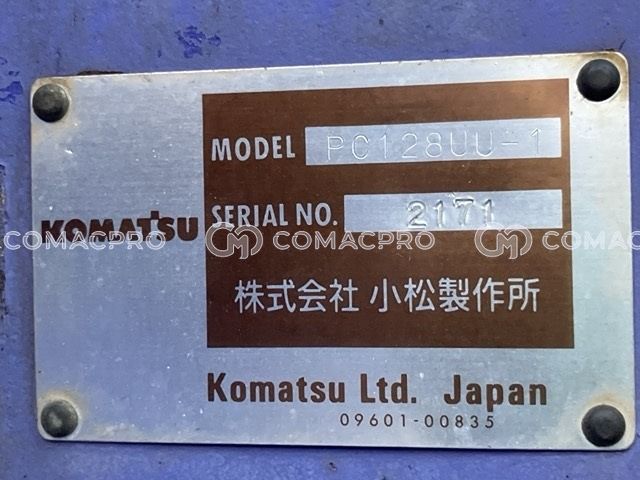 MODEL PC128UU-1
KOMATSU SERIAL NO. 2171
COMACPRO COMACPRO COMACPRO
株式会社 小松製作所
Komatsu Ltd. Japan
09601-00835